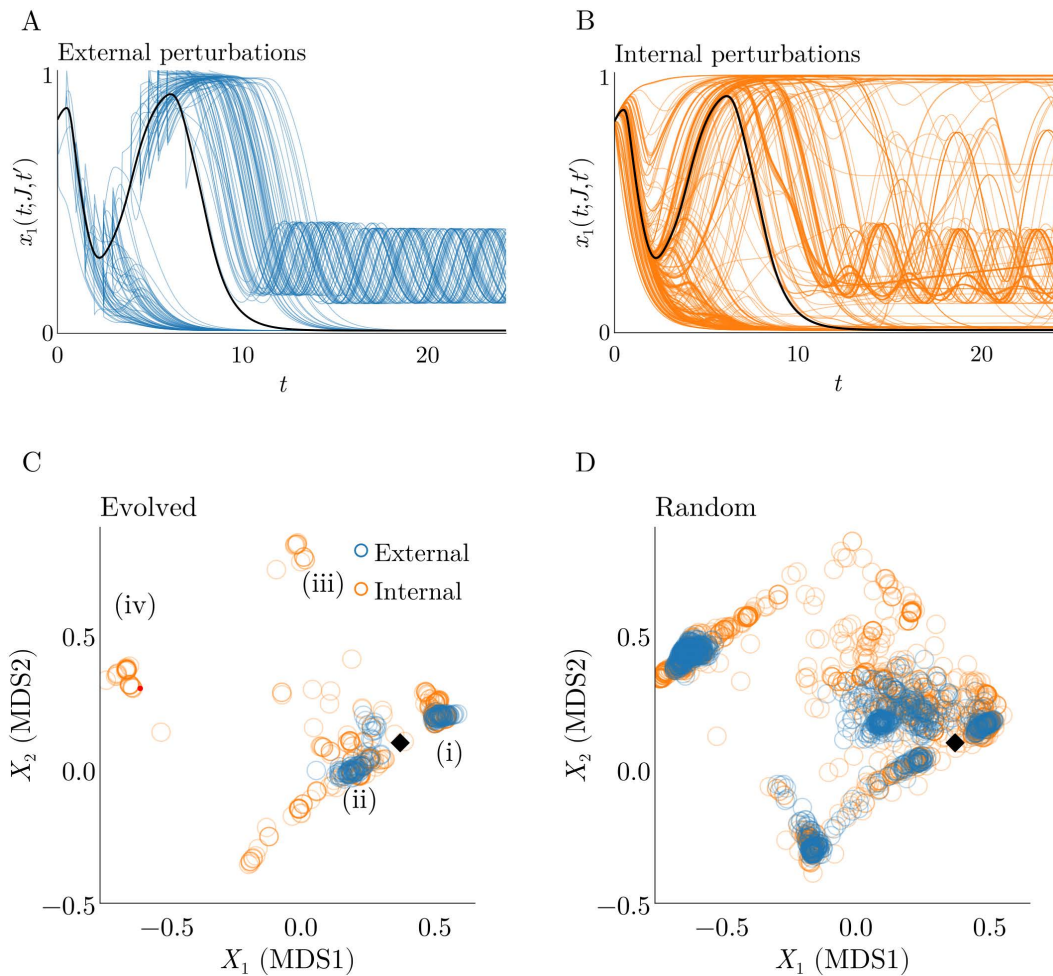 A
External perturbations
1
x₁(t; J, t′)
0
0
10
20
t
B
Internal perturbations
1
x₁(t; J, t′)
0
0
10
20
t
C
Evolved
External
Internal
(iii)
(iv)
(i)
(ii)
X₂ (MDS2)
0.5
0.0
−0.5
−0.5
0.0
0.5
X₁ (MDS1)
D
Random
X₂ (MDS2)
0.5
0.0
−0.5
−0.5
0.0
0.5
X₁ (MDS1)